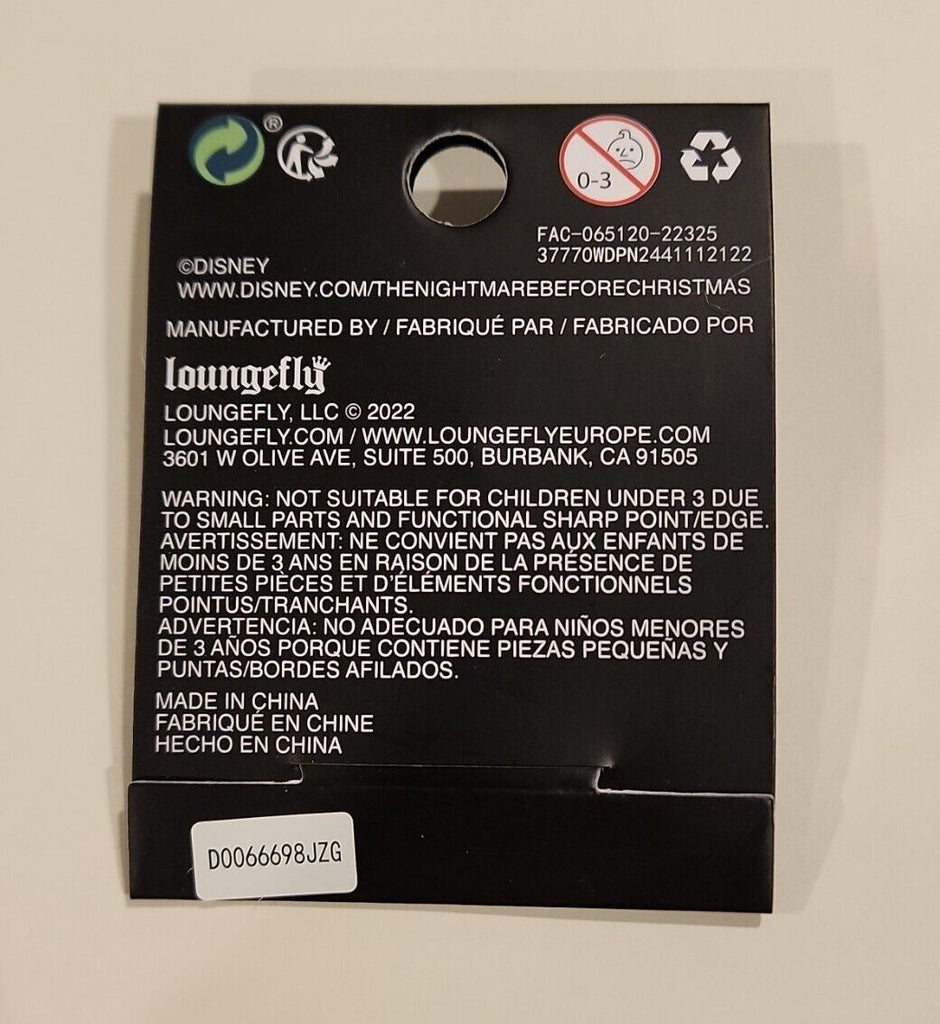 ®
0-3
FAC-065120-22325
37770WDPN2441112122
©DISNEY
WWW.DISNEY.COM/THENIGHTMAREBEFORECHRISTMAS
MANUFACTURED BY / FABRIQUÉ PAR / FABRICADO POR
loungefly
LOUNGEFLY, LLC © 2022
LOUNGEFLY.COM / WWW.LOUNGEFLYEUROPE.COM
3601 W OLIVE AVE, SUITE 500, BURBANK, CA 91505
WARNING: NOT SUITABLE FOR CHILDREN UNDER 3 DUE
TO SMALL PARTS AND FUNCTIONAL SHARP POINT/EDGE.
AVERTISSEMENT: NE CONVIENT PAS AUX ENFANTS DE
MOINS DE 3 ANS EN RAISON DE LA PRÉSENCE DE
PETITES PIÈCES ET D'ÉLÉMENTS FONCTIONNELS
POINTUS/TRANCHANTS.
ADVERTENCIA: NO ADECUADO PARA NIÑOS MENORES
DE 3 AÑOS PORQUE CONTIENE PIEZAS PEQUEÑAS Y
PUNTAS/BORDES AFILADOS.
MADE IN CHINA
FABRIQUÉ EN CHINE
HECHO EN CHINA
D0066698JZG